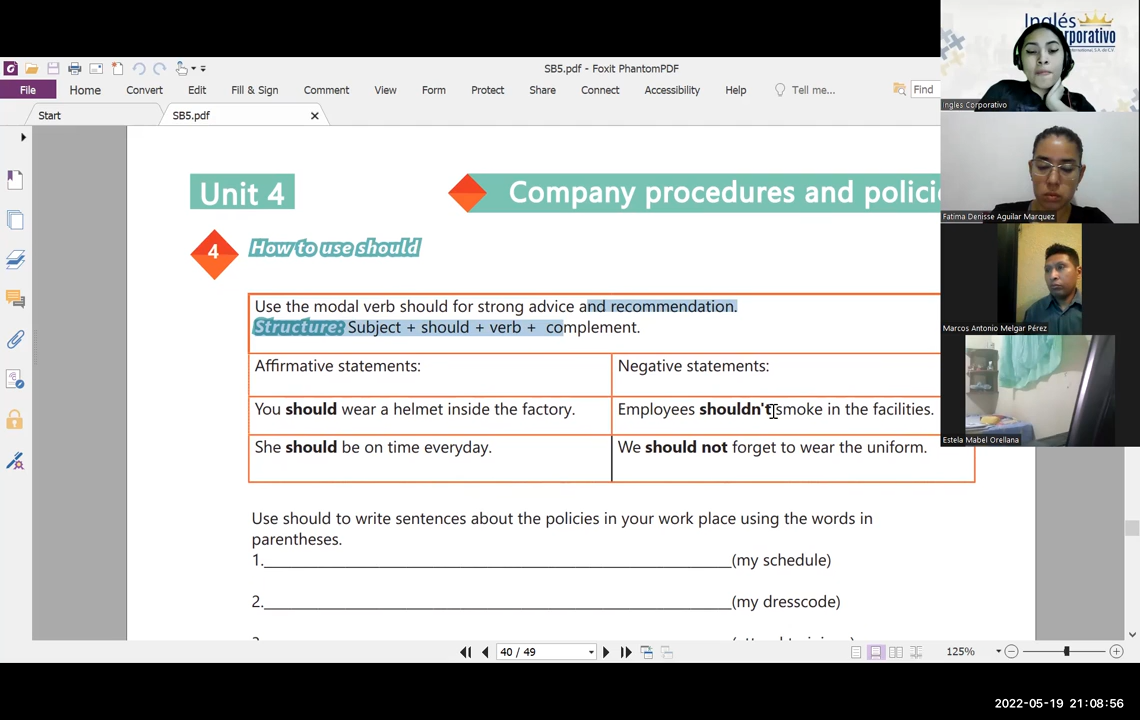 SB5.pdf - Foxit PhantomPDF
File Home Convert Edit Fill & Sign Comment View Form Protect Share Connect Accessibility Help Tell me... Find
Start SB5.pdf
Unit 4
Company procedures and
4 How to use should
Use the modal verb should for strong advice and recommendation.
Structure: Subject + should + verb + complement.
Affirmative statements: Negative statements:
You should wear a helmet inside the factory. Employees shouldn't smoke in the facilities.
She should be on time everyday. We should not forget to wear the uniform.
Use should to write sentences about the policies in your work place using the words in
parentheses.
1. (my schedule)
2. (my dresscode)
40 / 49 125%
Inglés
Inglés Corporativo
Fatima Denisse Aguilar Marquez
Marcos Antonio Melgar Pérez
Estela Mabel Orellana
2022-05-19 21:08:56